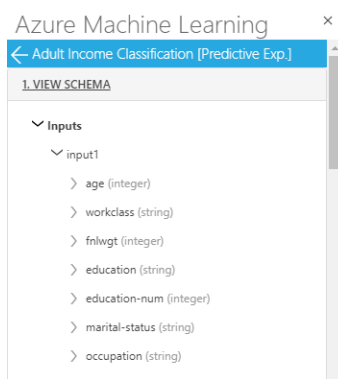 Azure Machine Learning
Adult Income Classification [Predictive Exp.]
1. VIEW SCHEMA
Inputs
input1
age (integer)
workclass (string)
fnlwgt (integer)
education (string)
education-num (integer)
marital-status (string)
occupation (string)